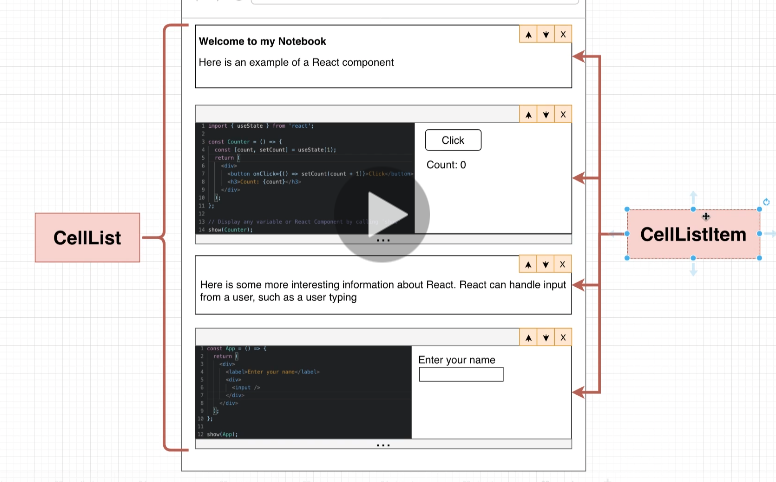 Welcome to my Notebook
X
Here is an example of a React component
X
1 import { useState } from 'react';
2
3 const Counter = () => {
4 const [count, setCount] = useState(1);
5 return (
6 <div>
7 <button onClick={() => setCount(count + 1)}>Click</button>
8 <h3>Count: {count}</h3>
9 </div>
10 );
11 };
12
13 // Display any variable or React Component by
14 show(Counter);
Click
Count: 0
CellList
CellListItem
X
Here is some more interesting information about React. React can handle input
from a user, such as a user typing
X
1 const App = () => {
2 return (
3 <div>
4 <label>Enter your name</label>
5 <div>
6 <input />
7 </div>
8 </div>
9 );
10 };
11
12 show(App);
Enter your name